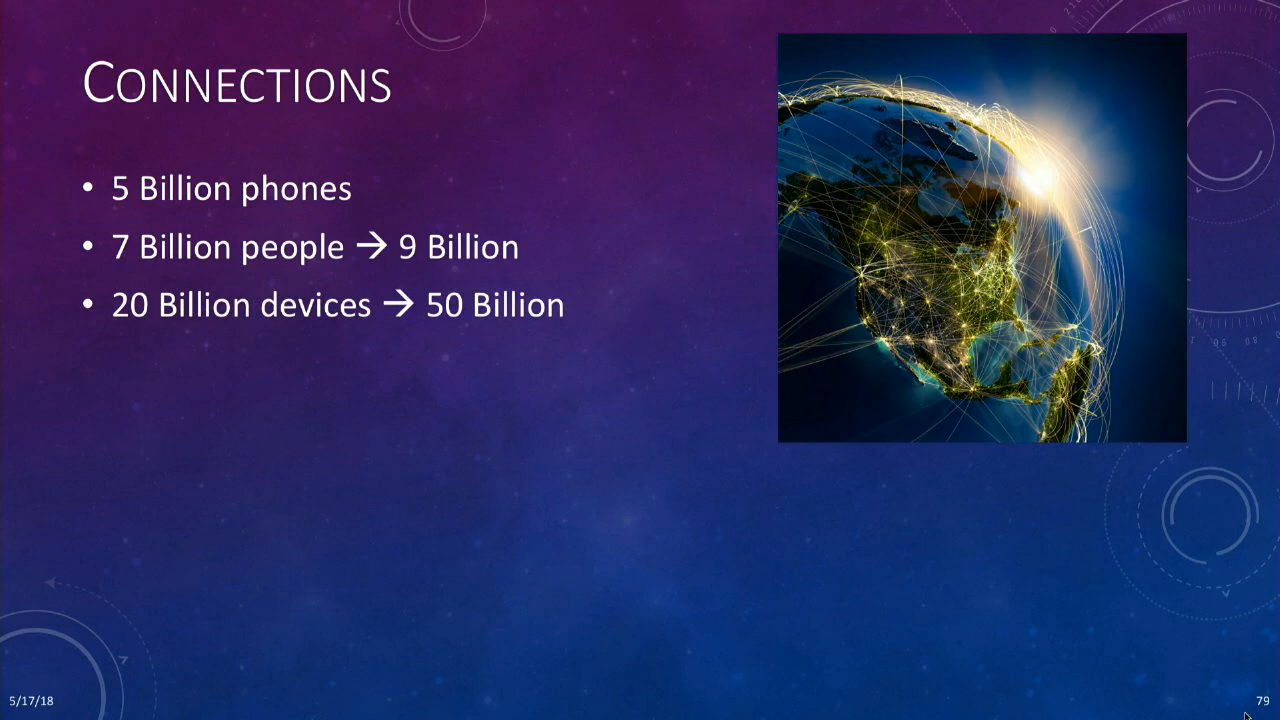 CONNECTIONS
• 5 Billion phones
• 7 Billion people → 9 Billion
• 20 Billion devices → 50 Billion
5/17/18
79